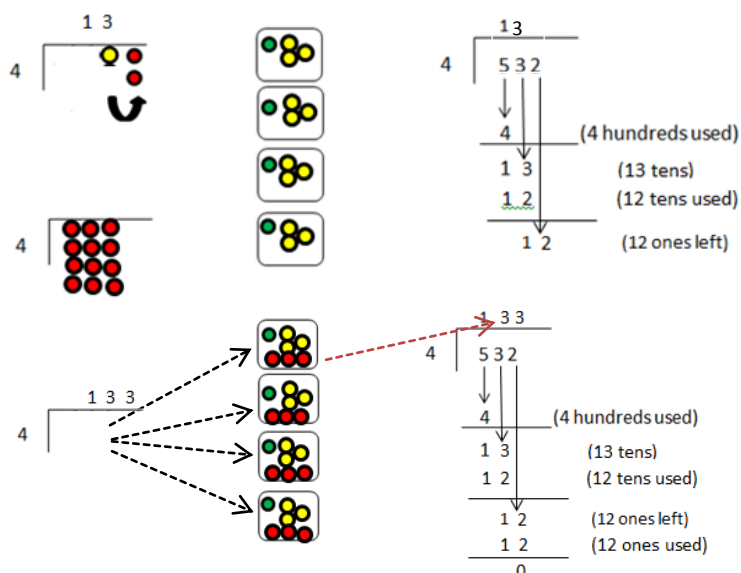 1 3
4
1 3
4 5 3 2
4 (4 hundreds used)
1 3 (13 tens)
1 2 (12 tens used)
1 2 (12 ones left)
4
1 3 3
4
1 3 3
4 5 3 2
4 (4 hundreds used)
1 3 (13 tens)
1 2 (12 tens used)
1 2 (12 ones left)
1 2 (12 ones used)
0